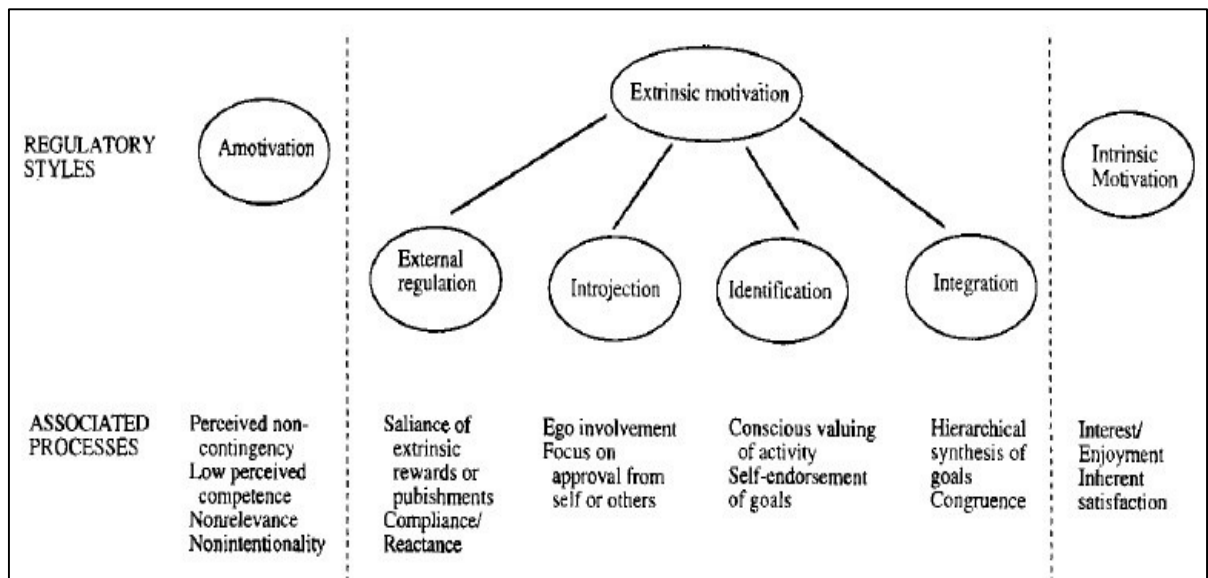 Extrinsic motivation
REGULATORY
STYLES
Amotivation
Intrinsic
Motivation
External
regulation
Introjection
Identification
Integration
ASSOCIATED
PROCESSES
Perceived non-
contingency
Low perceived
competence
Nonrelevance
Nonintentionality
Saliance of
extrinsic
rewards or
pubishments
Compliance/
Reactance
Ego involvement
Focus on
approval from
self or others
Conscious valuing
of activity
Self-endorsement
of goals
Hierarchical
synthesis of
goals
Congruence
Interest/
Enjoyment
Inherent
satisfaction